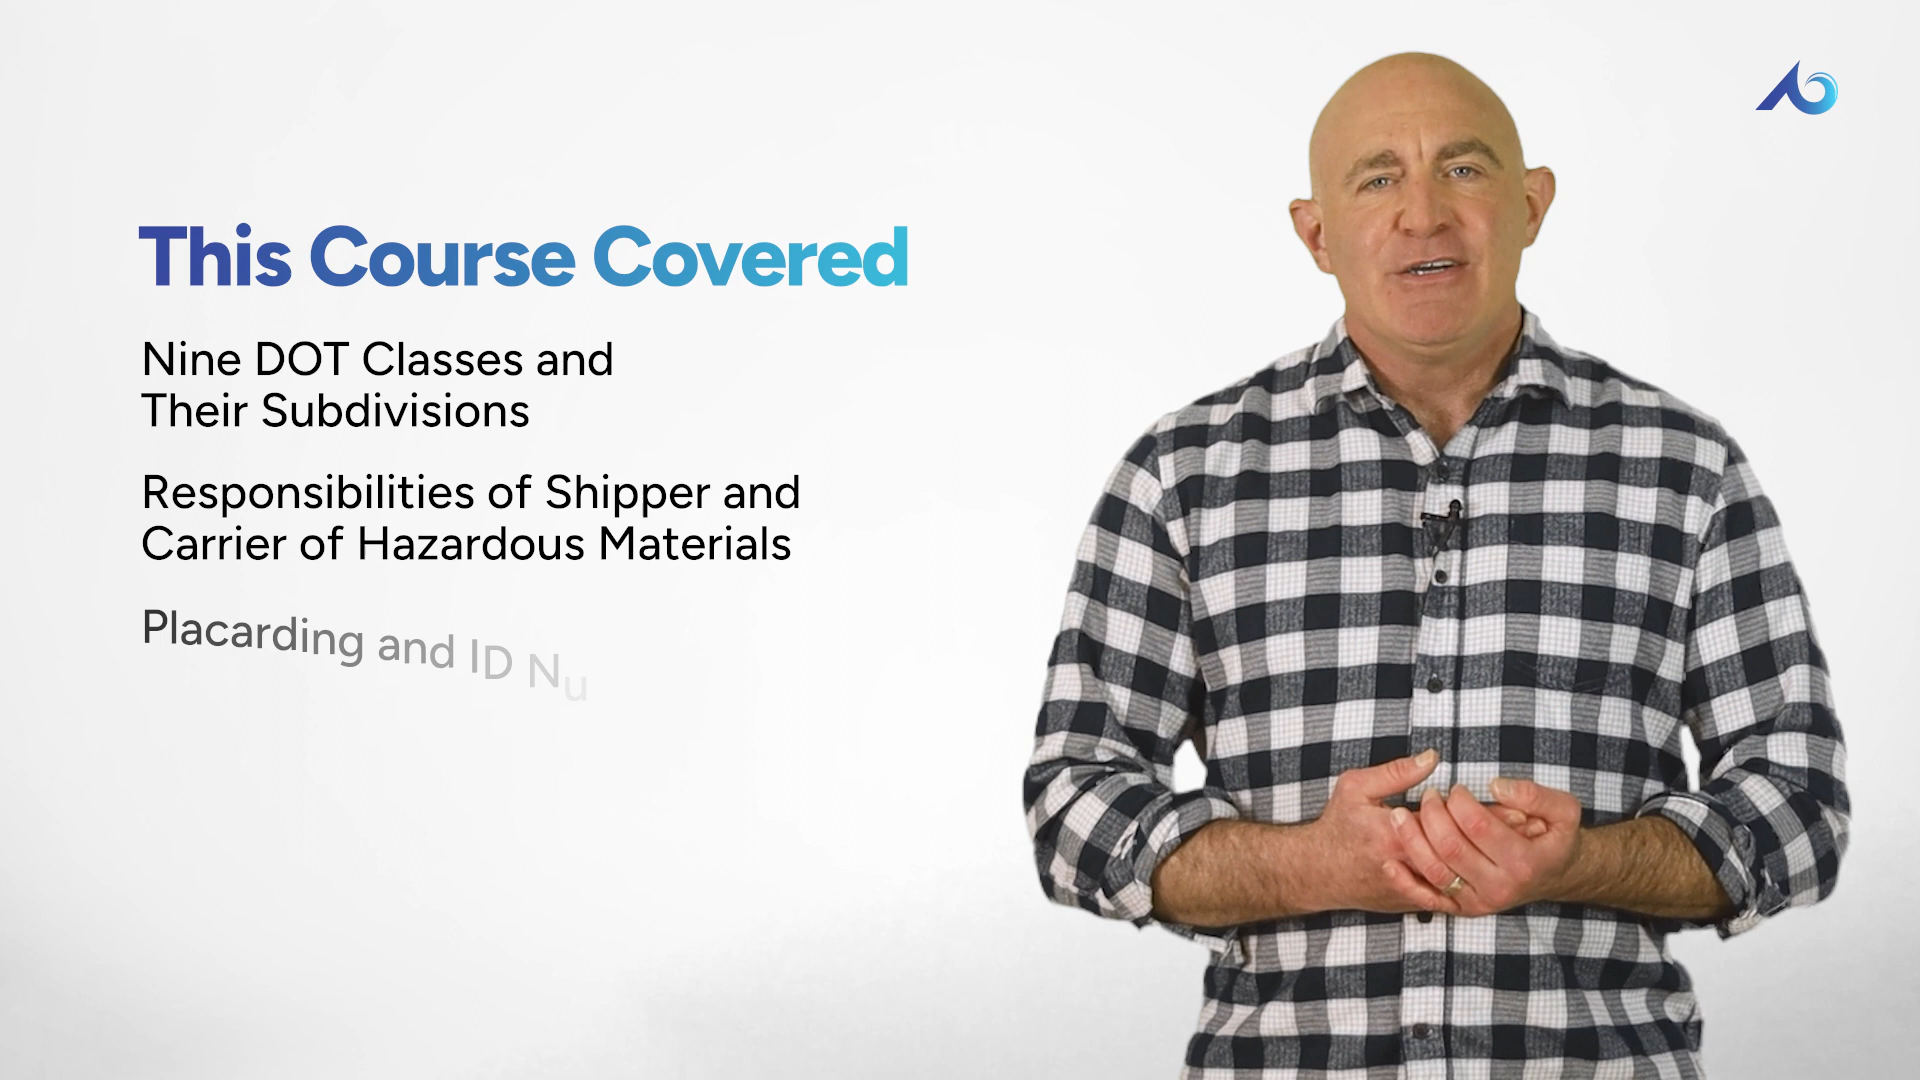 This Course Covered
Nine DOT Classes and
Their Subdivisions
Responsibilities of Shipper and
Carrier of Hazardous Materials
Placarding and ID Nu